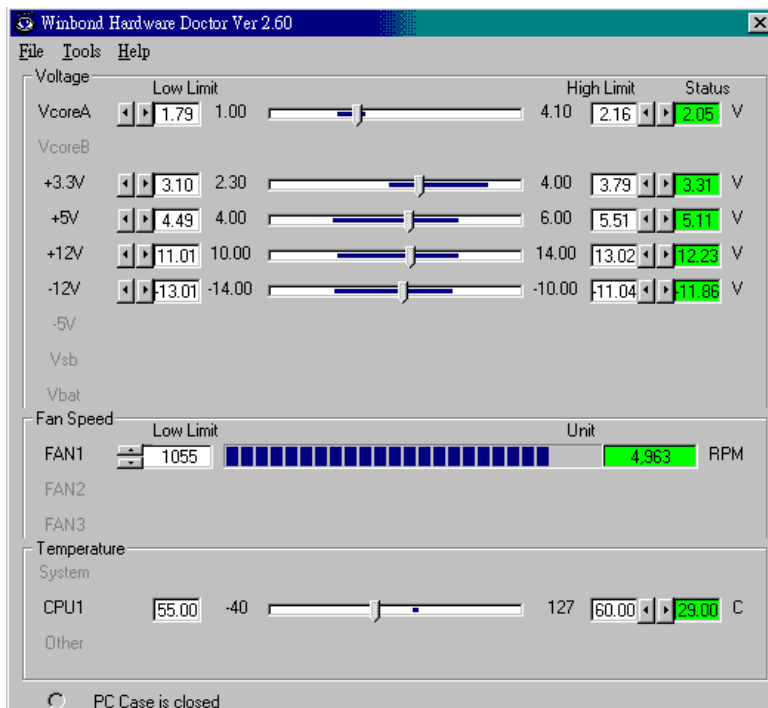 Winbond Hardware Doctor Ver 2.60
File Tools Help
Voltage
Low Limit High Limit Status
VcoreA 1.79 1.00 4.10 2.16 2.05 V
VcoreB
+3.3V 3.10 2.30 4.00 3.79 3.31 V
+5V 4.49 4.00 6.00 5.51 5.11 V
+12V 11.01 10.00 14.00 13.02 12.23 V
-12V -13.01 -14.00 -10.00 -11.04 -11.86 V
-5V
Vsb
Vbat
Fan Speed
Low Limit Unit
FAN1 1055 4,963 RPM
FAN2
FAN3
Temperature
System
CPU1 55.00 -40 127 60.00 29.00 C
Other
PC Case is closed